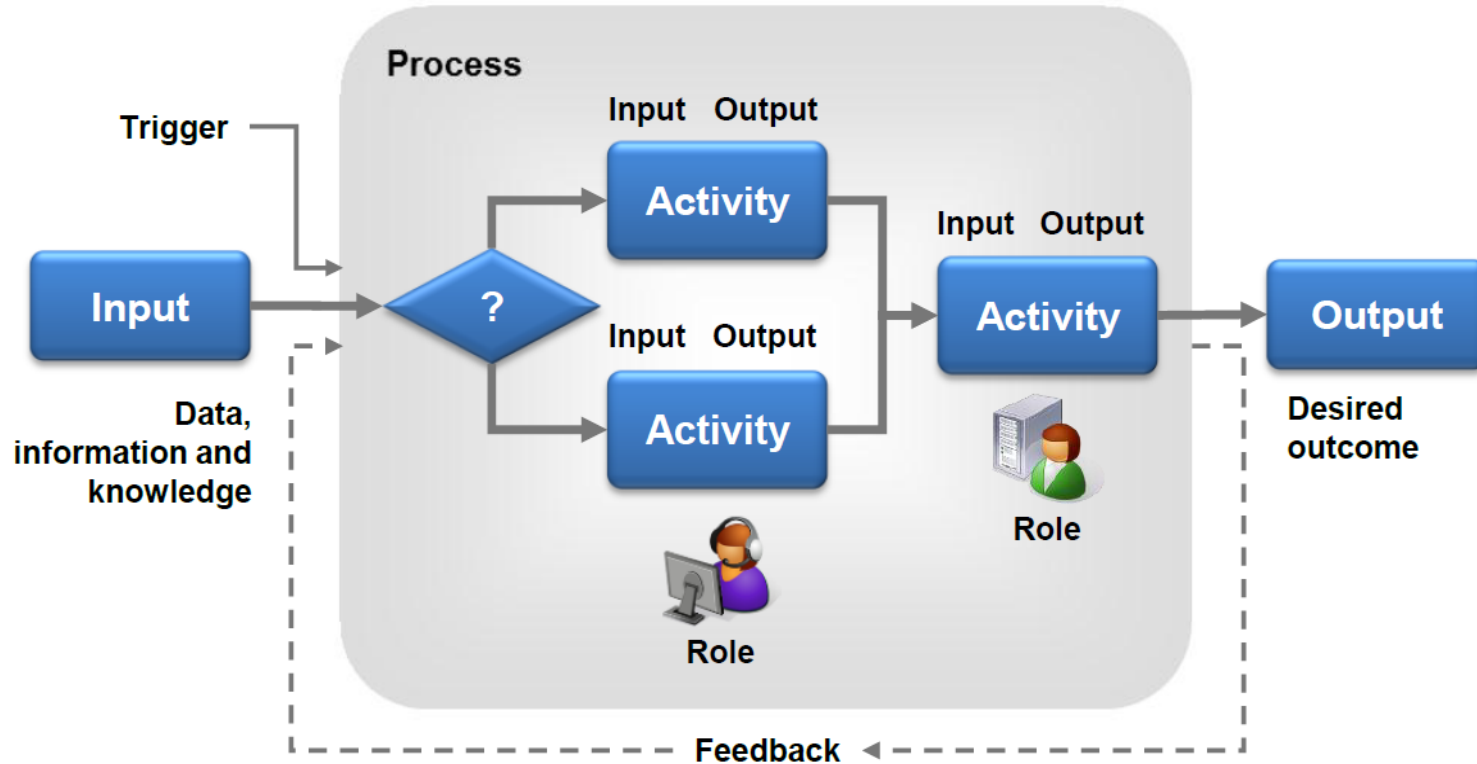 Process
Input Output
Trigger
Activity
Input Output
Input
?
Input Output
Activity
Output
Activity
Data,
information and
knowledge
Desired
outcome
Role
Role
Feedback